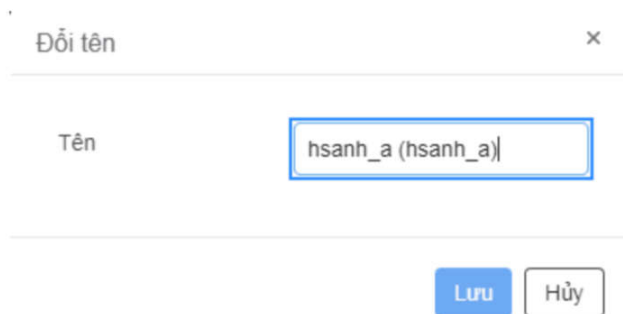 Đổi tên ×
Tên hsanh_a (hsanh_a)
Lưu Hủy